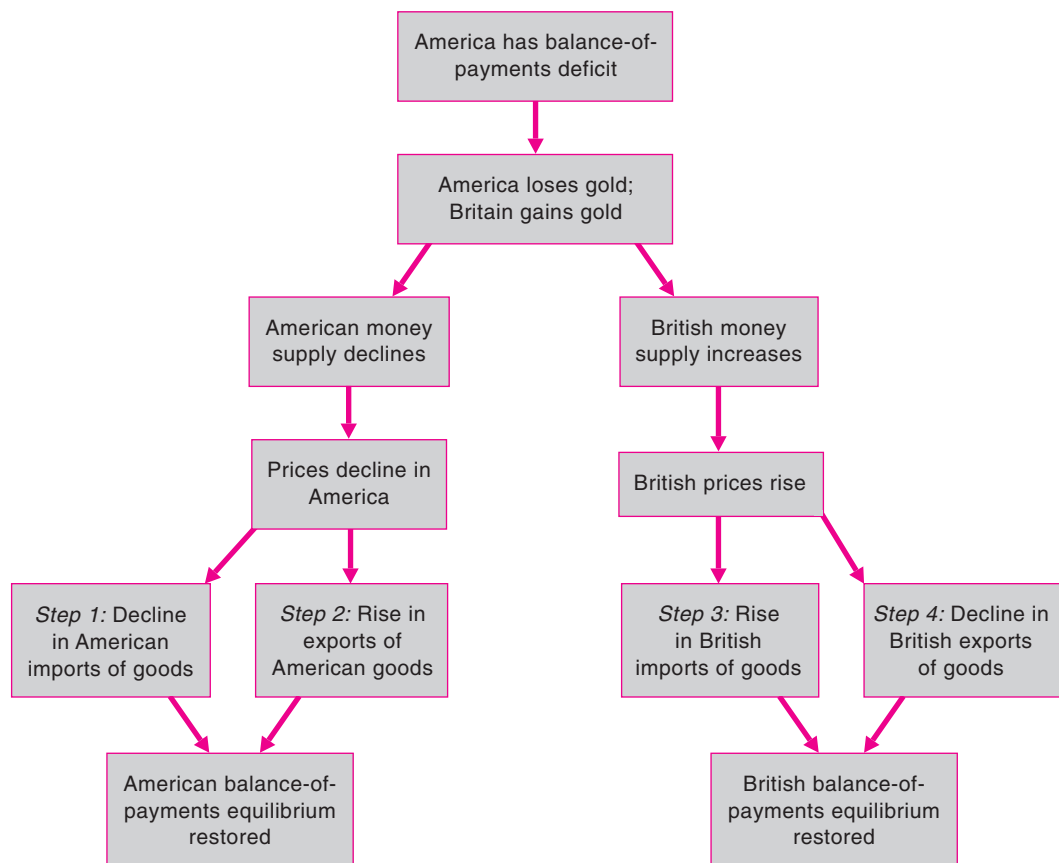 America has balance-of-
payments deficit
America loses gold;
Britain gains gold
American money
supply declines
British money
supply increases
Prices decline in
America
British prices rise
Step 1: Decline
in American
imports of goods
Step 2: Rise in
exports of
American goods
Step 3: Rise
in British
imports of goods
Step 4: Decline in
British exports
of goods
American balance-of-
payments equilibrium
restored
British balance-of-
payments equilibrium
restored